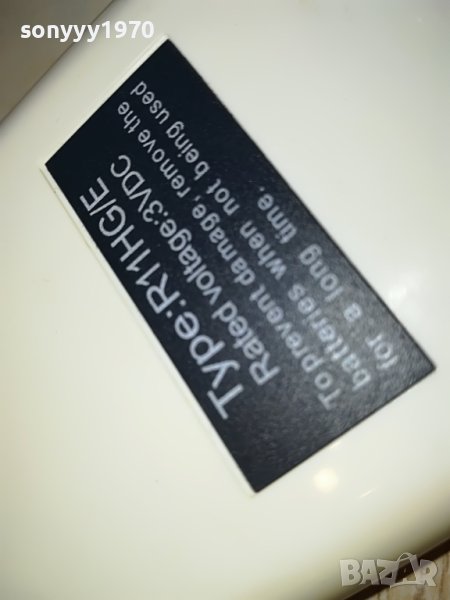 sonyyy1970
Type:R11HG/E
Rated voltage:3VDC
To prevent damage, remove the
batteries when not being used
for a long time.
BAZAR